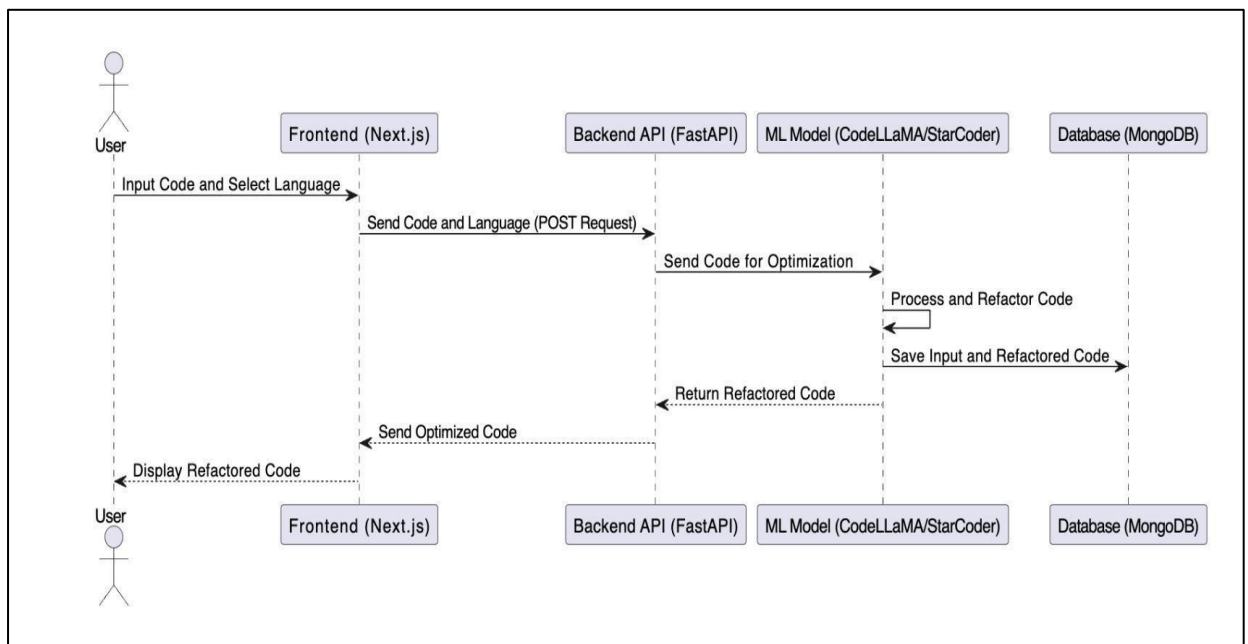 User
Frontend (Next.js)
Backend API (FastAPI)
ML Model (CodeLLaMA/StarCoder)
Database (MongoDB)
Input Code and Select Language
Send Code and Language (POST Request)
Send Code for Optimization
Process and Refactor Code
Save Input and Refactored Code
Return Refactored Code
Send Optimized Code
Display Refactored Code
User
Frontend (Next.js)
Backend API (FastAPI)
ML Model (CodeLLaMA/StarCoder)
Database (MongoDB)